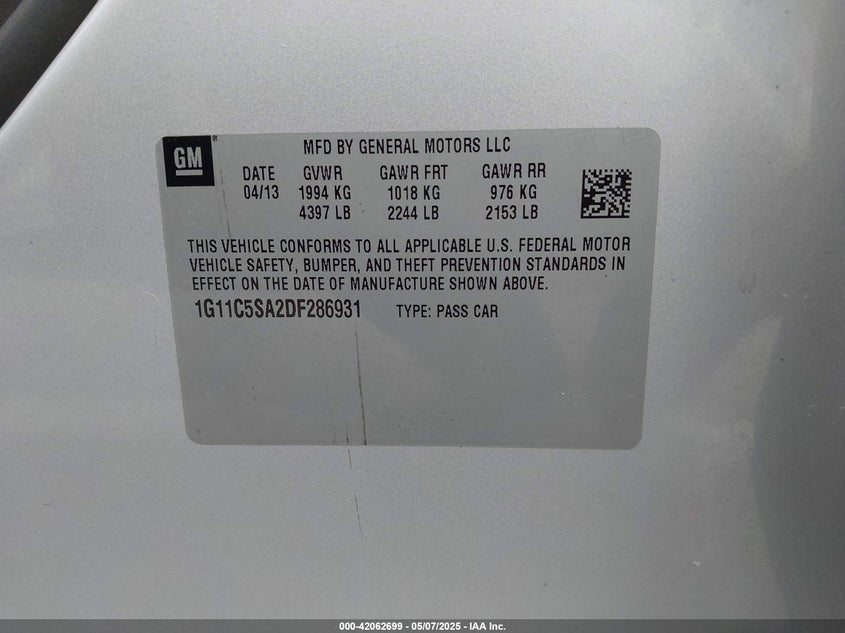 GM
MFD BY GENERAL MOTORS LLC
DATE GVWR GAWR FRT GAWR RR
04/13 1994 KG 1018 KG 976 KG
4397 LB 2244 LB 2153 LB
THIS VEHICLE CONFORMS TO ALL APPLICABLE U.S. FEDERAL MOTOR
VEHICLE SAFETY, BUMPER, AND THEFT PREVENTION STANDARDS IN
EFFECT ON THE DATE OF MANUFACTURE SHOWN ABOVE.
1G11C5SA2DF286931 TYPE: PASS CAR
000-42062699 - 05/07/2025 - IAA Inc.